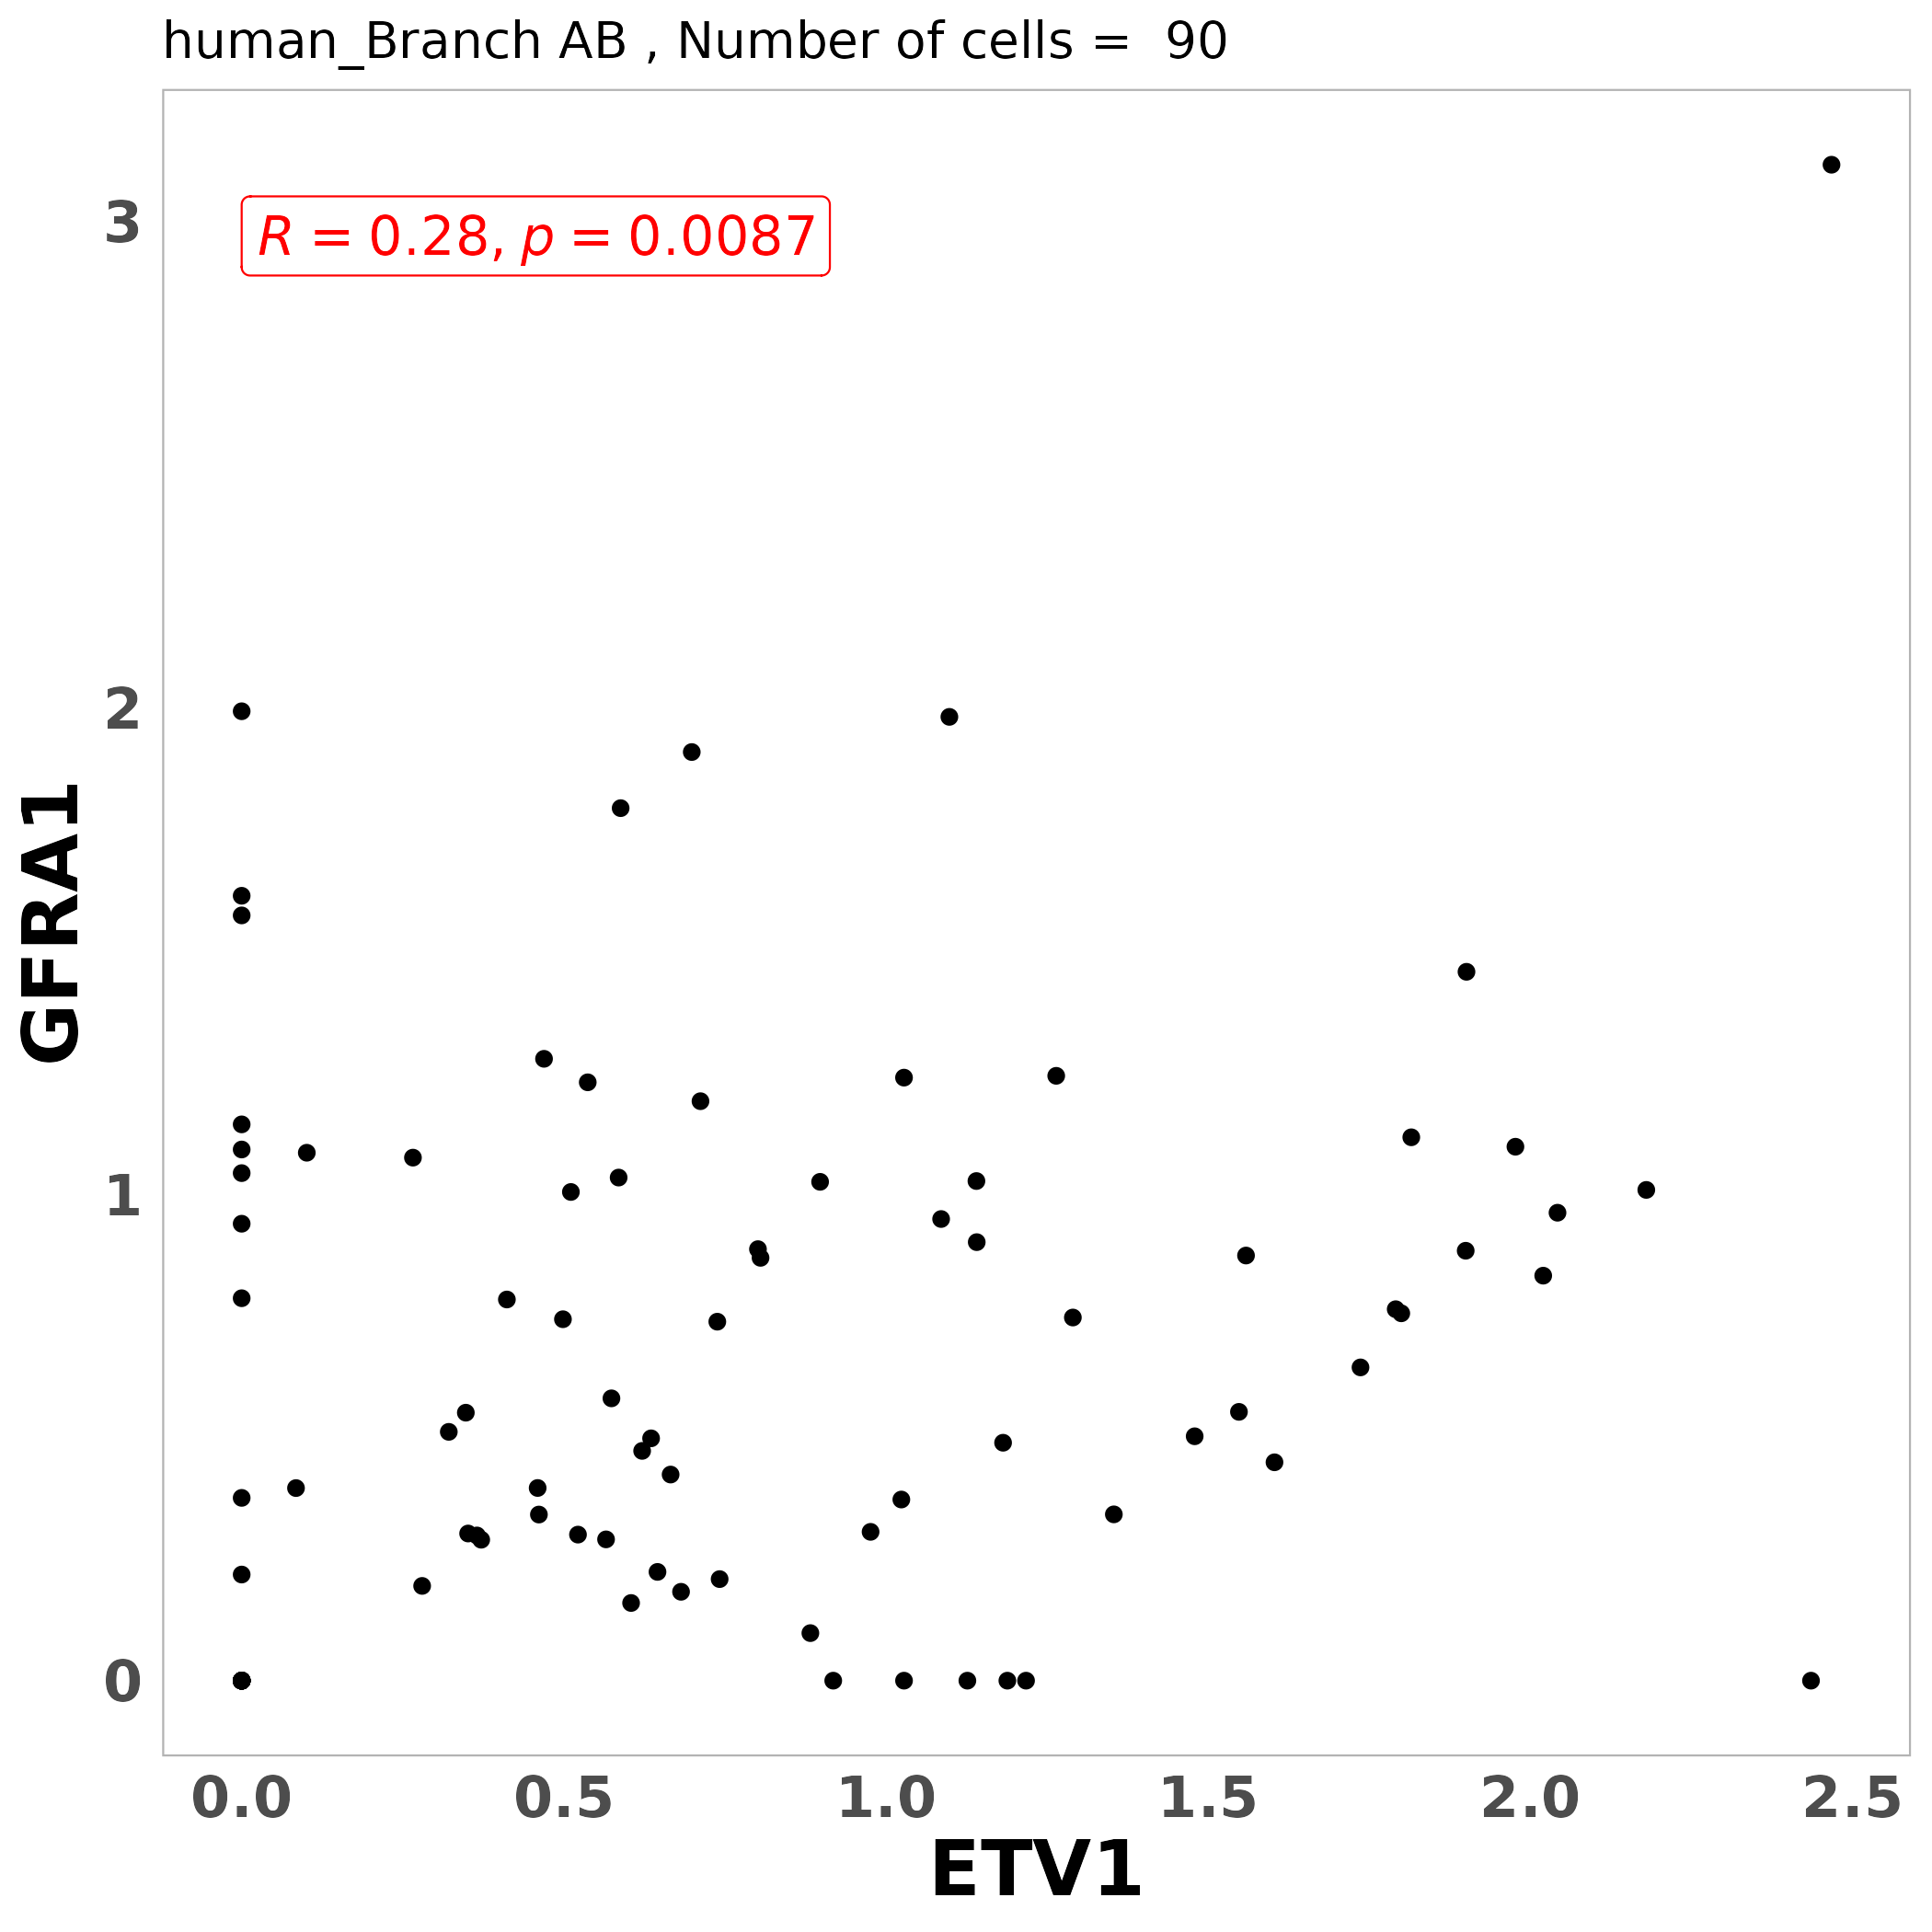 human_Branch AB , Number of cells =  90
R = 0.28, p = 0.0087
3
2
1
0
GFRA1
0.0 0.5 1.0 1.5 2.0 2.5
ETV1